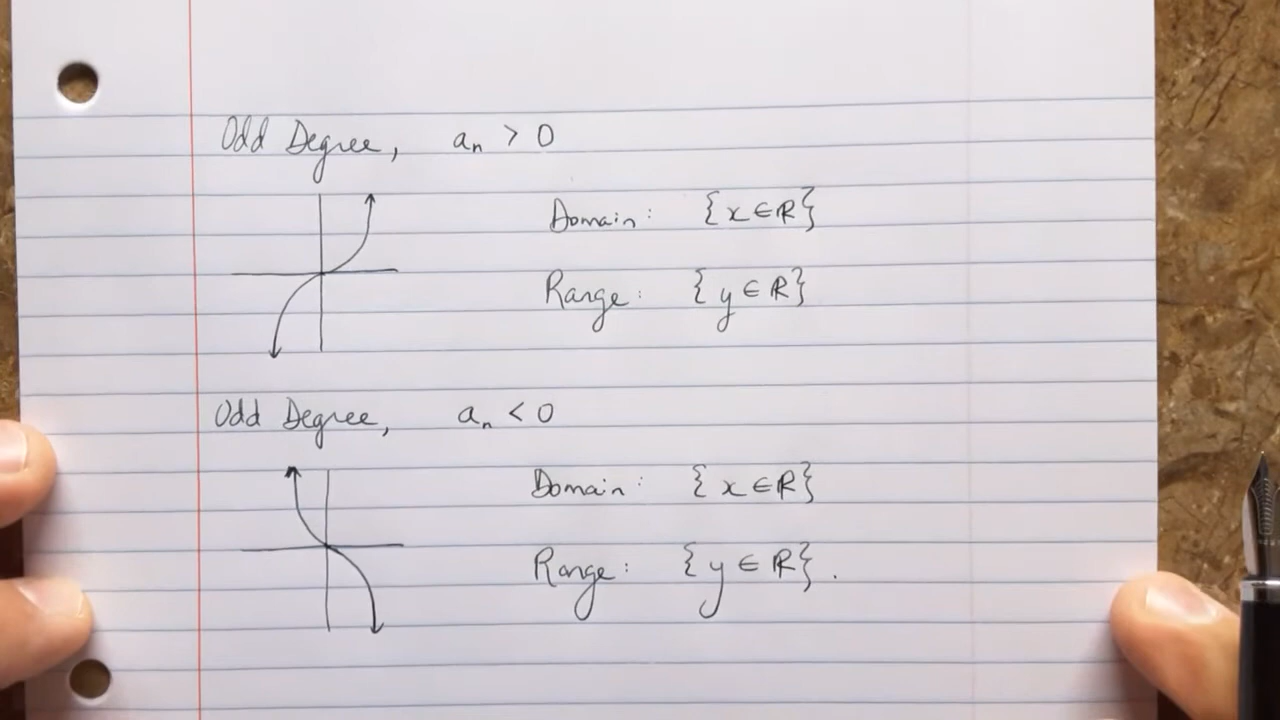 Odd Degree, aₙ > 0
Domain: {x ∈ ℝ}
Range: {y ∈ ℝ}
Odd Degree, aₙ < 0
Domain: {x ∈ ℝ}
Range: {y ∈ ℝ}.